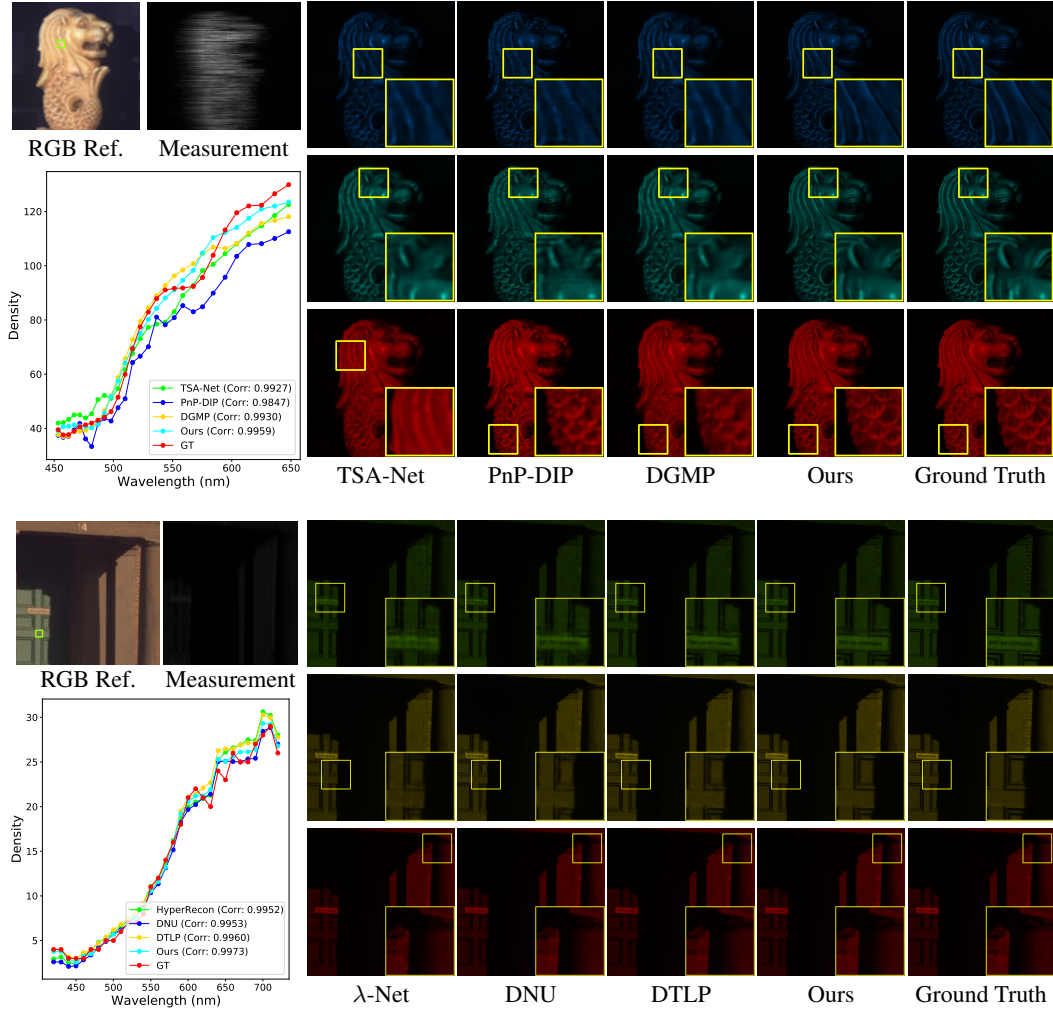 RGB Ref. Measurement
120
100
80
60
40
Density
TSA-Net (Corr: 0.9927)
PnP-DIP (Corr: 0.9847)
DGMP (Corr: 0.9930)
Ours (Corr: 0.9959)
GT
450 500 550 600 650
Wavelength (nm)
TSA-Net PnP-DIP DGMP Ours Ground Truth
14
RGB Ref. Measurement
30
25
20
15
10
5
Density
HyperRecon (Corr: 0.9952)
DNU (Corr: 0.9953)
DTLP (Corr: 0.9960)
Ours (Corr: 0.9973)
GT
450 500 550 600 650 700
Wavelength (nm)
λ-Net DNU DTLP Ours Ground Truth